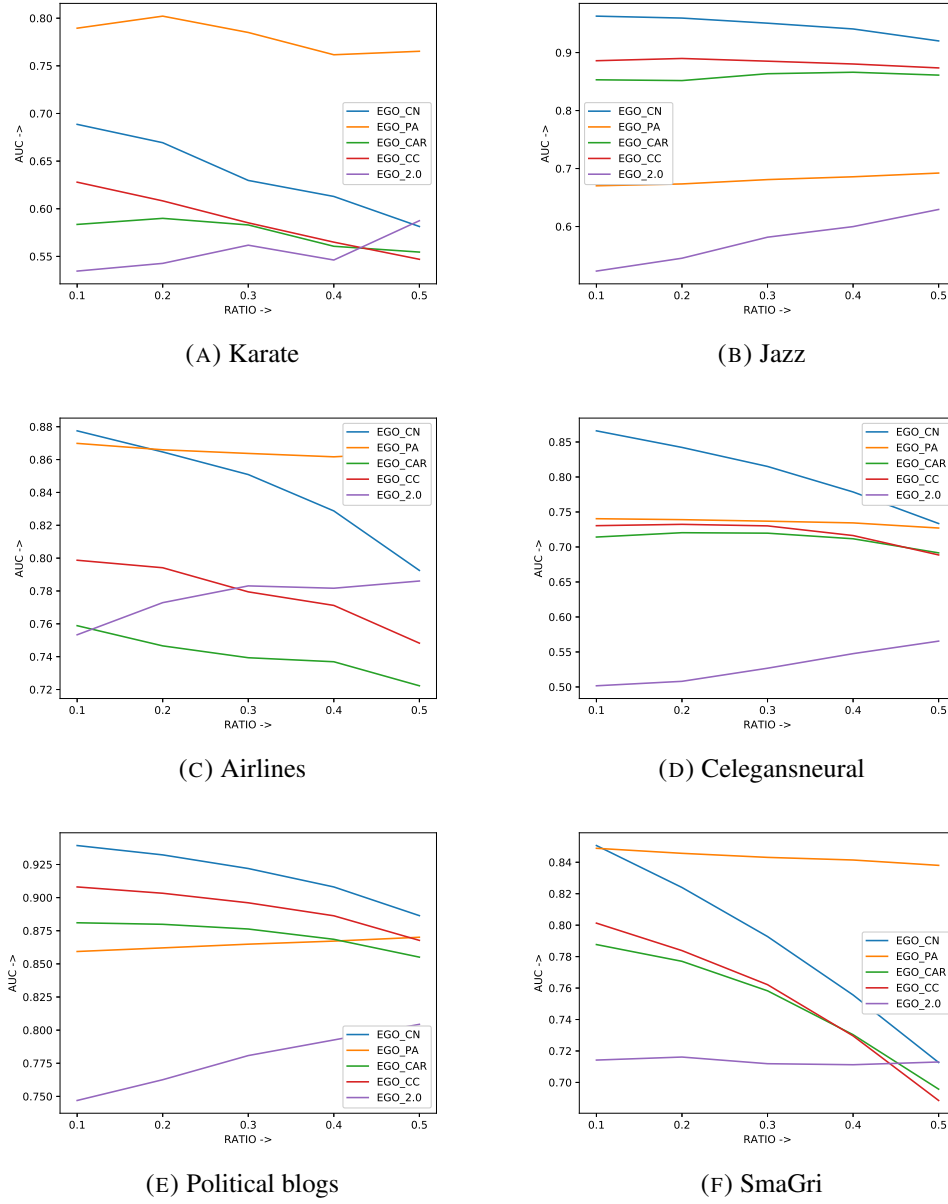 0.80
0.75
0.70
0.65
0.60
0.55
AUC ->
EGO_CN
EGO_PA
EGO_CAR
EGO_CC
EGO_2.0
0.1 0.2 0.3 0.4 0.5
RATIO ->
(A) Karate
0.9
0.8
0.7
0.6
AUC ->
EGO_CN
EGO_PA
EGO_CAR
EGO_CC
EGO_2.0
0.1 0.2 0.3 0.4 0.5
RATIO ->
(B) Jazz
0.88
0.86
0.84
0.82
0.80
0.78
0.76
0.74
0.72
AUC ->
EGO_CN
EGO_PA
EGO_CAR
EGO_CC
EGO_2.0
0.1 0.2 0.3 0.4 0.5
RATIO ->
(C) Airlines
0.85
0.80
0.75
0.70
0.65
0.60
0.55
0.50
AUC ->
EGO_CN
EGO_PA
EGO_CAR
EGO_CC
EGO_2.0
0.1 0.2 0.3 0.4 0.5
RATIO ->
(D) Celegansneural
0.925
0.900
0.875
0.850
0.825
0.800
0.775
0.750
AUC ->
EGO_CN
EGO_PA
EGO_CAR
EGO_CC
EGO_2.0
0.1 0.2 0.3 0.4 0.5
RATIO ->
(E) Political blogs
0.84
0.82
0.80
0.78
0.76
0.74
0.72
0.70
AUC ->
EGO_CN
EGO_PA
EGO_CAR
EGO_CC
EGO_2.0
0.1 0.2 0.3 0.4 0.5
RATIO ->
(F) SmaGri